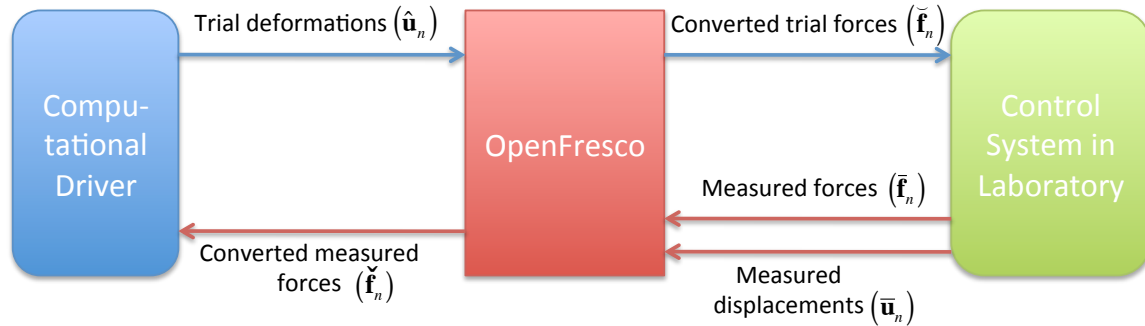 Trial deformations (û_n)
Converted trial forces (f̆_n)
Compu-
tational
Driver
OpenFresco
Control
System in
Laboratory
Measured forces (f̄_n)
Converted measured
forces (f̌_n)
Measured
displacements (ū_n)